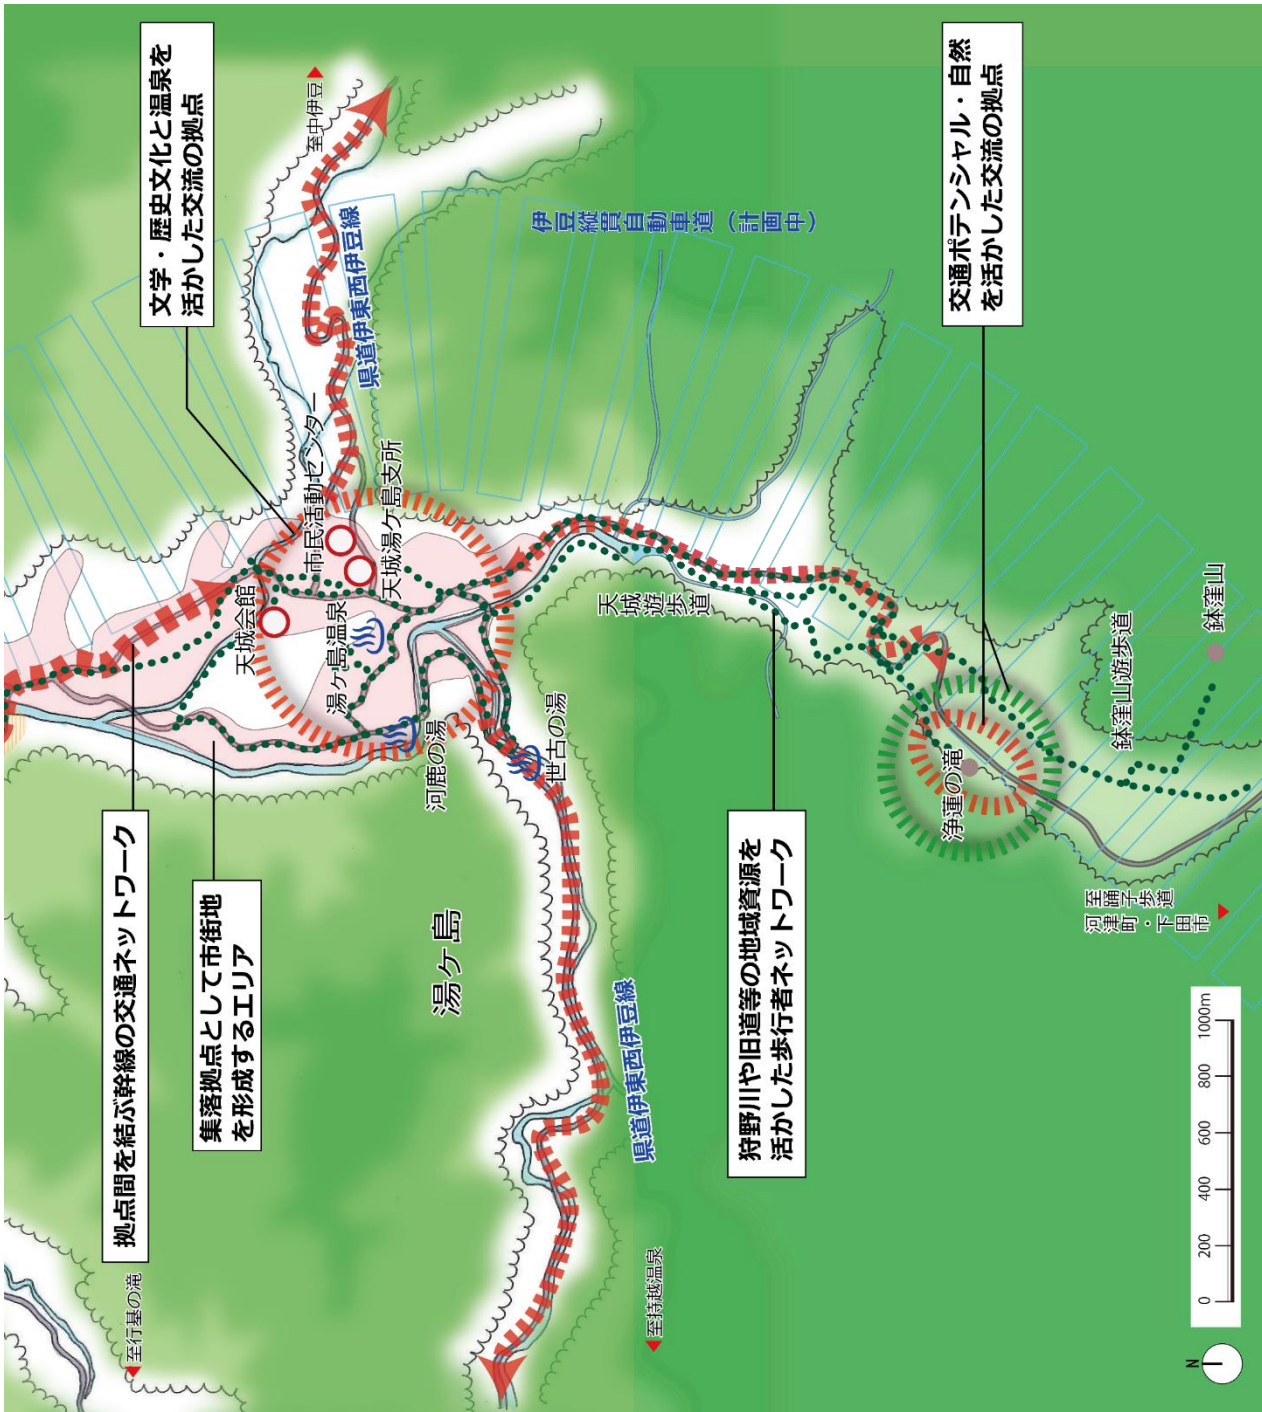 文学・歴史文化と温泉を
活かした交流の拠点
至中伊豆
県道伊東西伊豆線
伊豆縦貫自動車道（計画中）
交通ポテンシャル・自然
を活かした交流の拠点
市民活動センター
天城湯ケ島支所
天城会館
湯ケ島温泉
河鹿の湯
世古の湯
天城
遊歩道
浄蓮の滝
鉢窪山遊歩道
鉢窪山
至踊子歩道
河津町・下田市
拠点間を結ぶ幹線の交通ネットワーク
集落拠点として市街地
を形成するエリア
湯ケ島
狩野川や旧道等の地域資源を
活かした歩行者ネットワーク
県道伊東西伊豆線
至行基の滝
至持越温泉
0 200 400 600 800 1000m
N